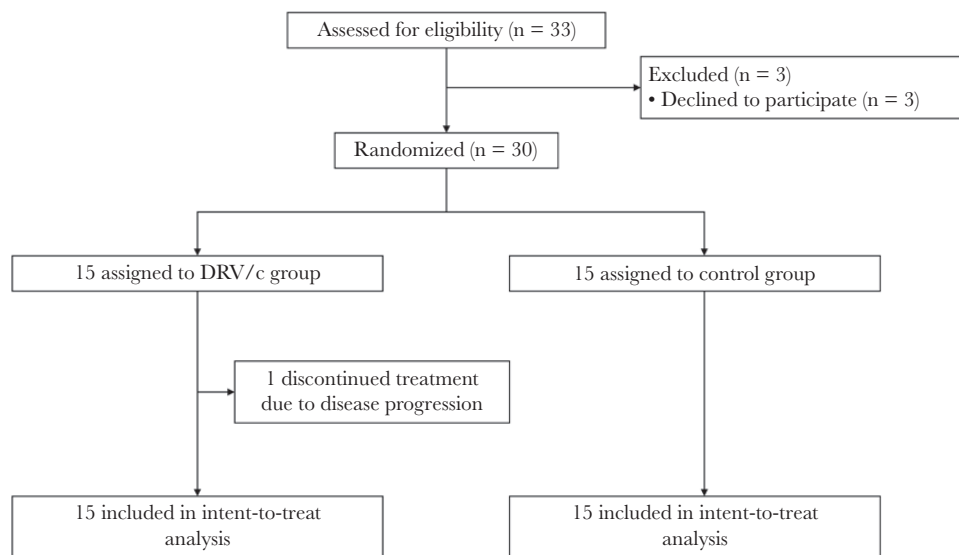 Assessed for eligibility (n = 33)
Excluded (n = 3)
• Declined to participate (n = 3)
Randomized (n = 30)
15 assigned to DRV/c group
15 assigned to control group
1 discontinued treatment
due to disease progression
15 included in intent-to-treat
analysis
15 included in intent-to-treat
analysis